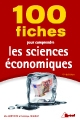 100
fiches
pour comprendre
les sciences
économiques
Bréal